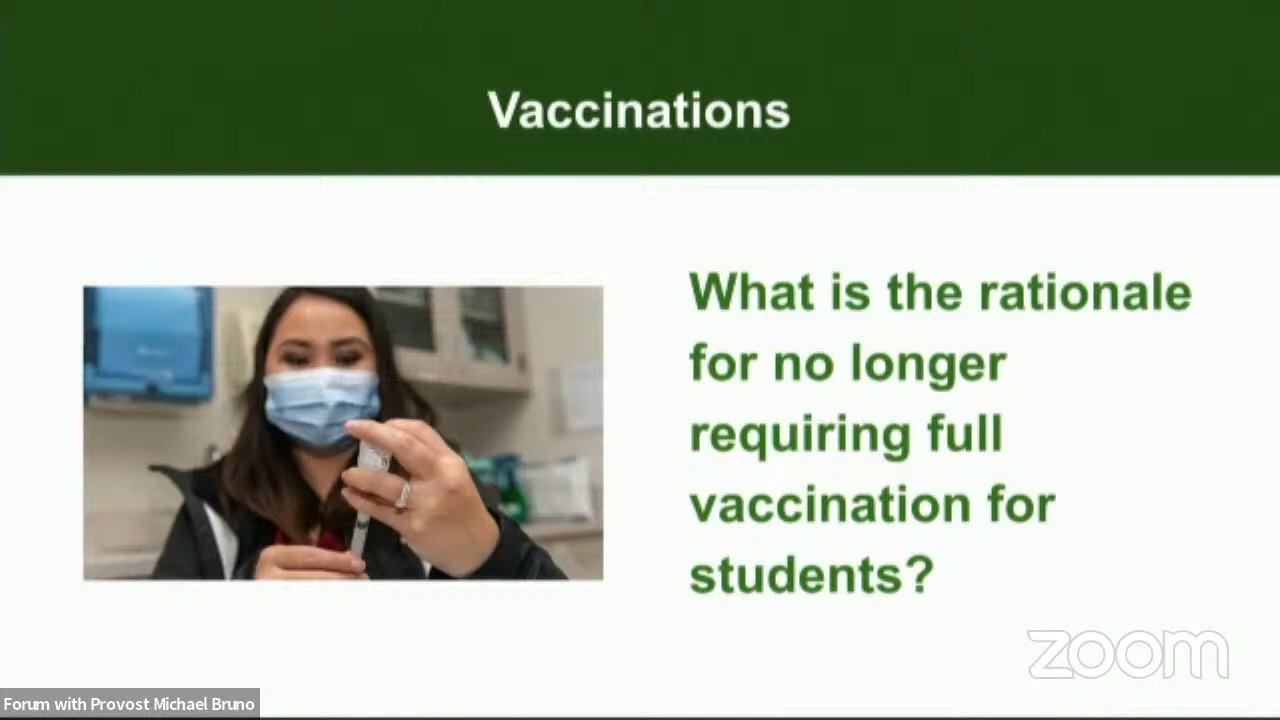 Vaccinations
What is the rationale
for no longer
requiring full
vaccination for
students?
zoom
Forum with Provost Michael Bruno